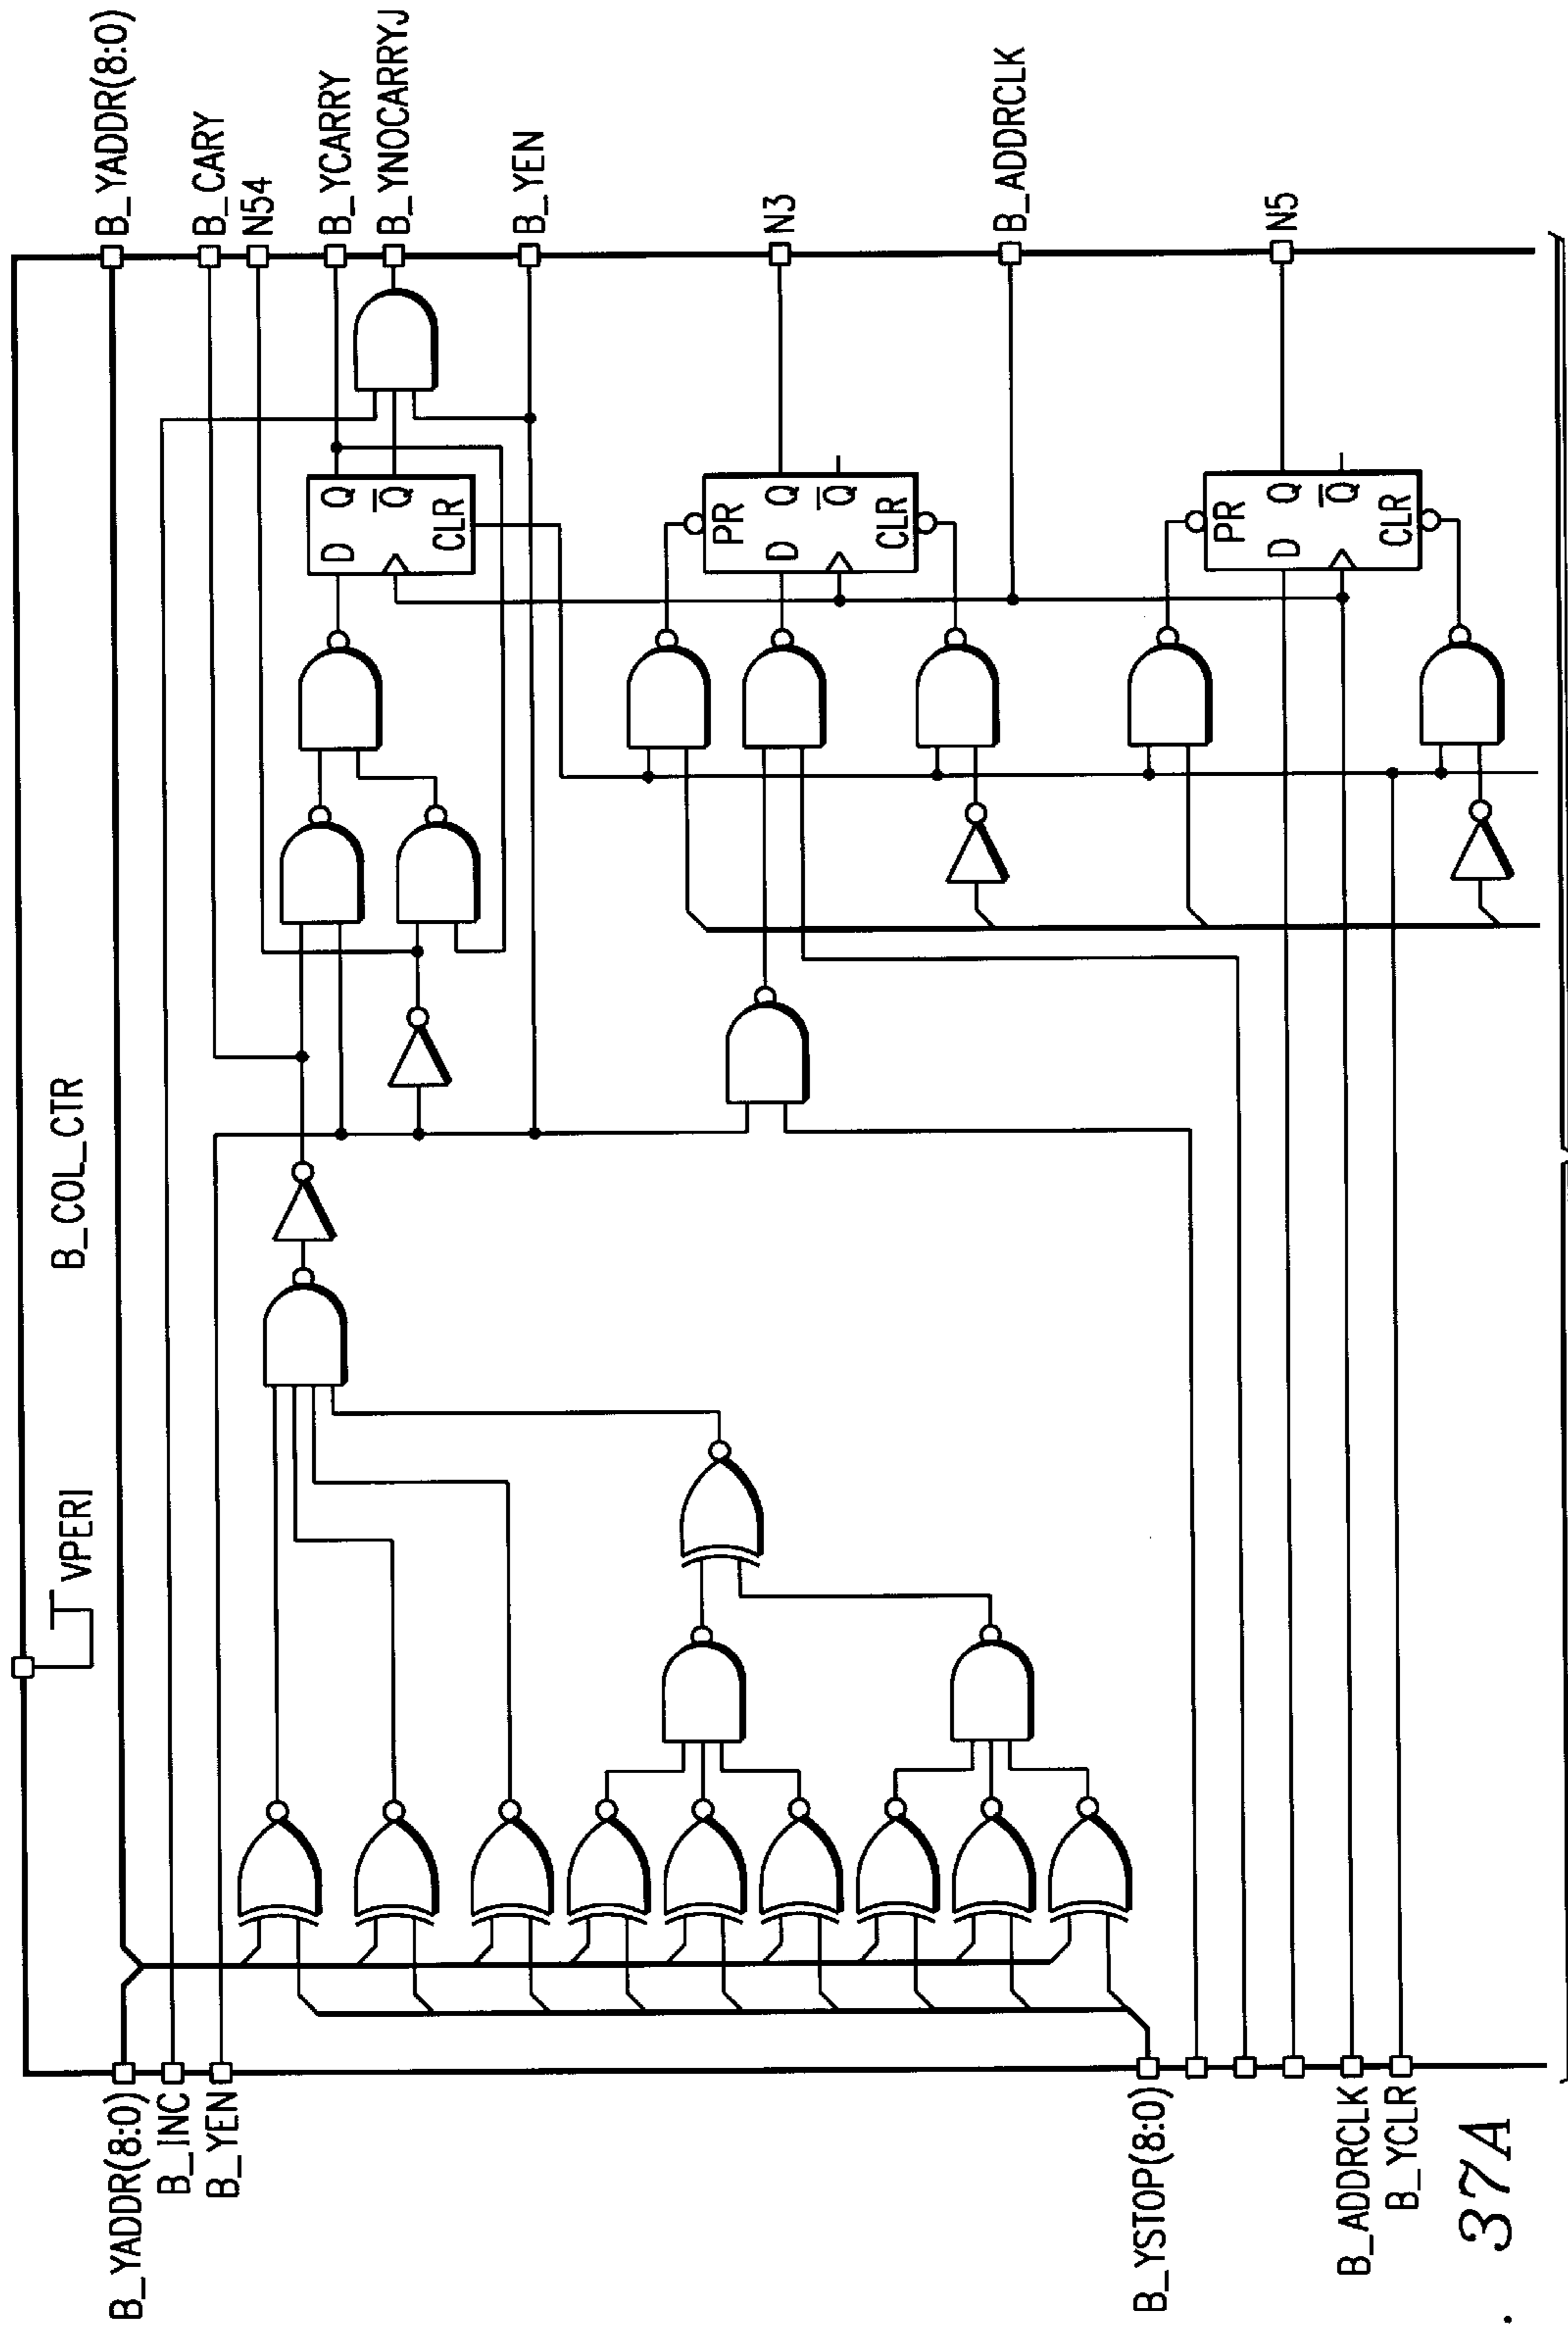 B_COL_CTR
VPERI
B_YADDR(8:0)
B_INC
B_YEN
B_YSTOP(8:0)
B_ADDRCLK
B_YCLR
D Q
Q
CLR
PR
D Q
Q
CLR
PR
D Q
Q
CLR
B_YADDR(8:0)
B_CARY
N54
B_YCARRY
B_YNOCARRYJ
B_YEN
N3
B_ADDRCLK
N5
. 37A